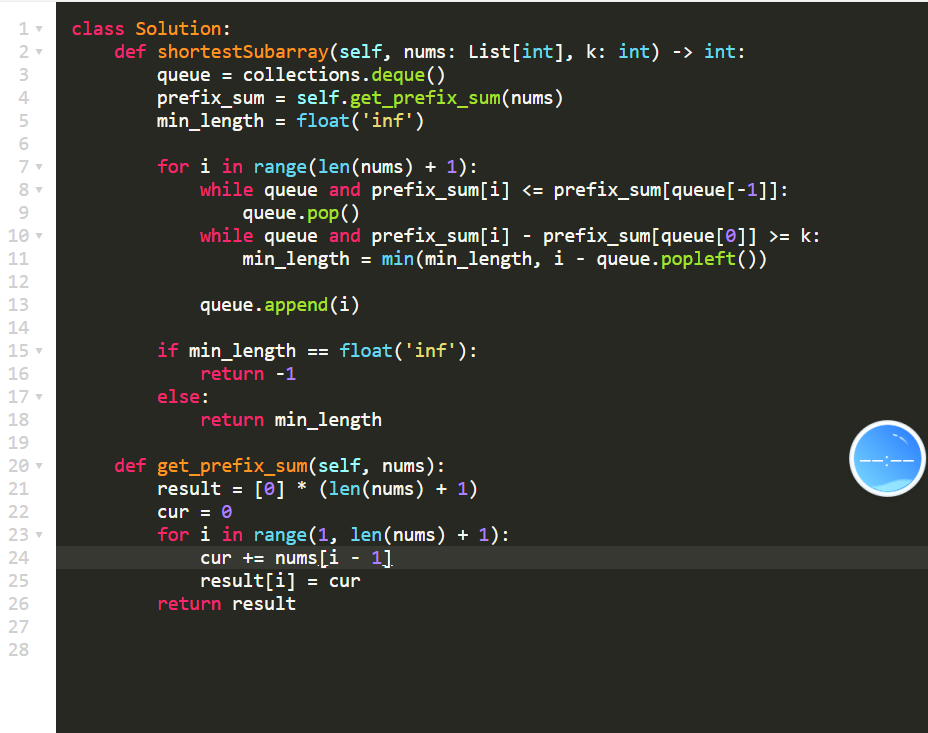 1 class Solution:
2 def shortestSubarray(self, nums: List[int], k: int) -> int:
3 queue = collections.deque()
4 prefix_sum = self.get_prefix_sum(nums)
5 min_length = float('inf')
6
7 for i in range(len(nums) + 1):
8 while queue and prefix_sum[i] <= prefix_sum[queue[-1]]:
9 queue.pop()
10 while queue and prefix_sum[i] - prefix_sum[queue[0]] >= k:
11 min_length = min(min_length, i - queue.popleft())
12
13 queue.append(i)
14
15 if min_length == float('inf'):
16 return -1
17 else:
18 return min_length
19
--:--
20 def get_prefix_sum(self, nums):
21 result = [0] * (len(nums) + 1)
22 cur = 0
23 for i in range(1, len(nums) + 1):
24 cur += nums[i - 1]
25 result[i] = cur
26 return result
27
28